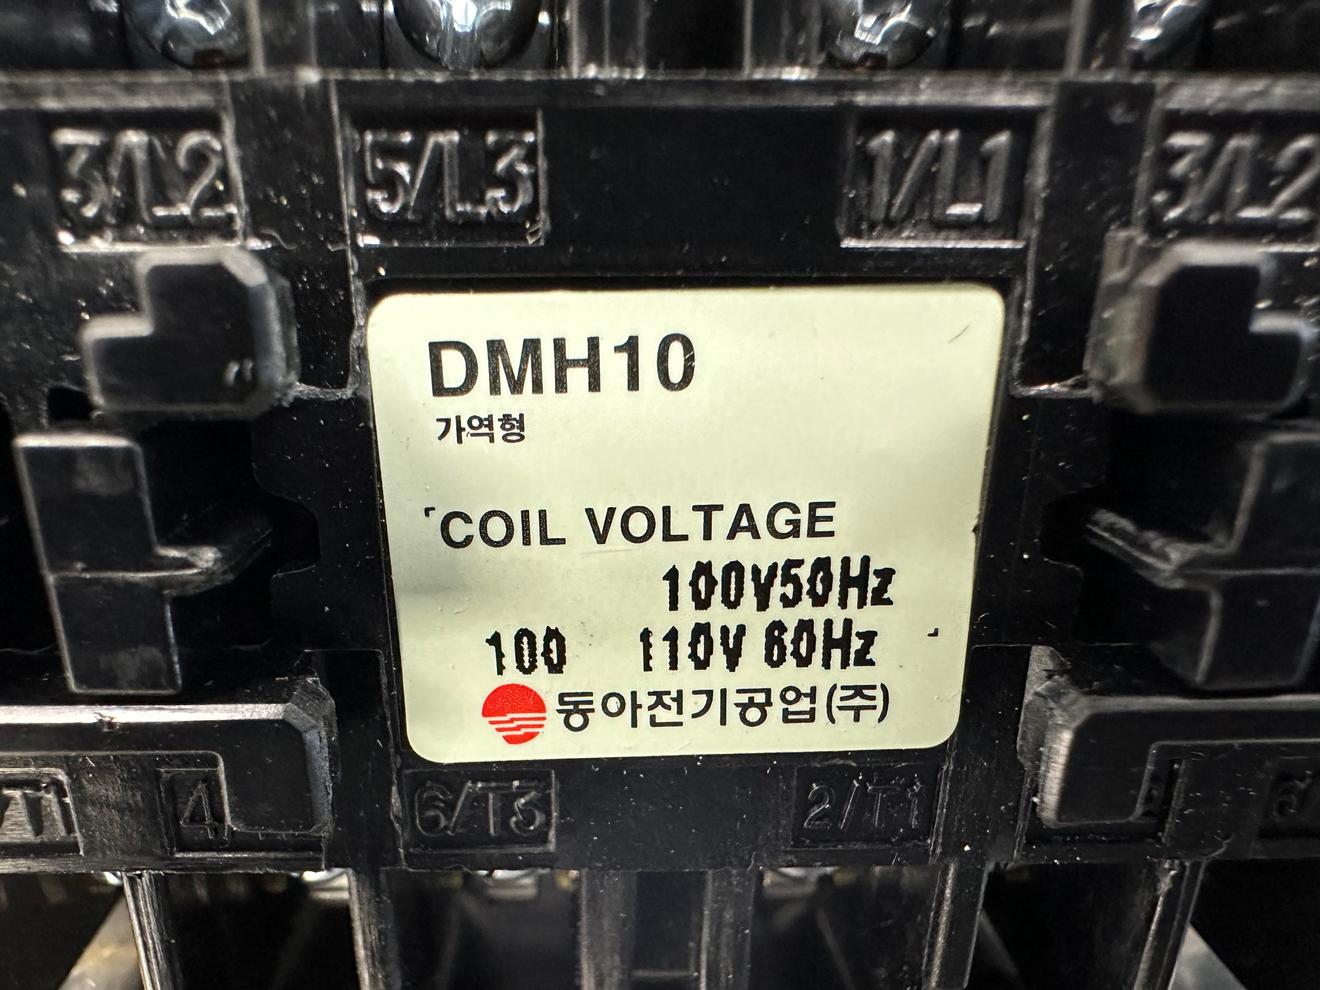 3/L2 5/L3 1/L1 3/L2
DMH10
가역형
COIL VOLTAGE
100V50Hz
100 110V 60Hz
동아전기공업(주)
/T1 4 6/T3 2/T1